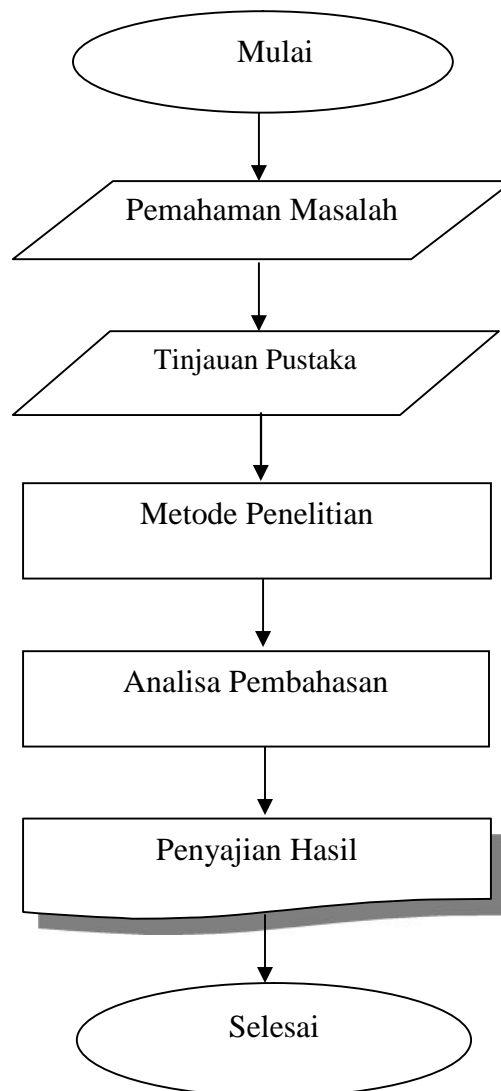 Mulai
Pemahaman Masalah
Tinjauan Pustaka
Metode Penelitian
Analisa Pembahasan
Penyajian Hasil
Selesai